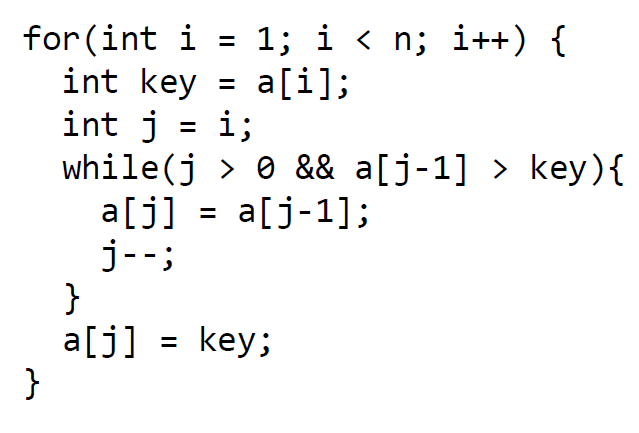 for(int i = 1; i < n; i++) {
  int key = a[i];
  int j = i;
  while(j > 0 && a[j-1] > key){
    a[j] = a[j-1];
    j--;
  }
  a[j] = key;
}